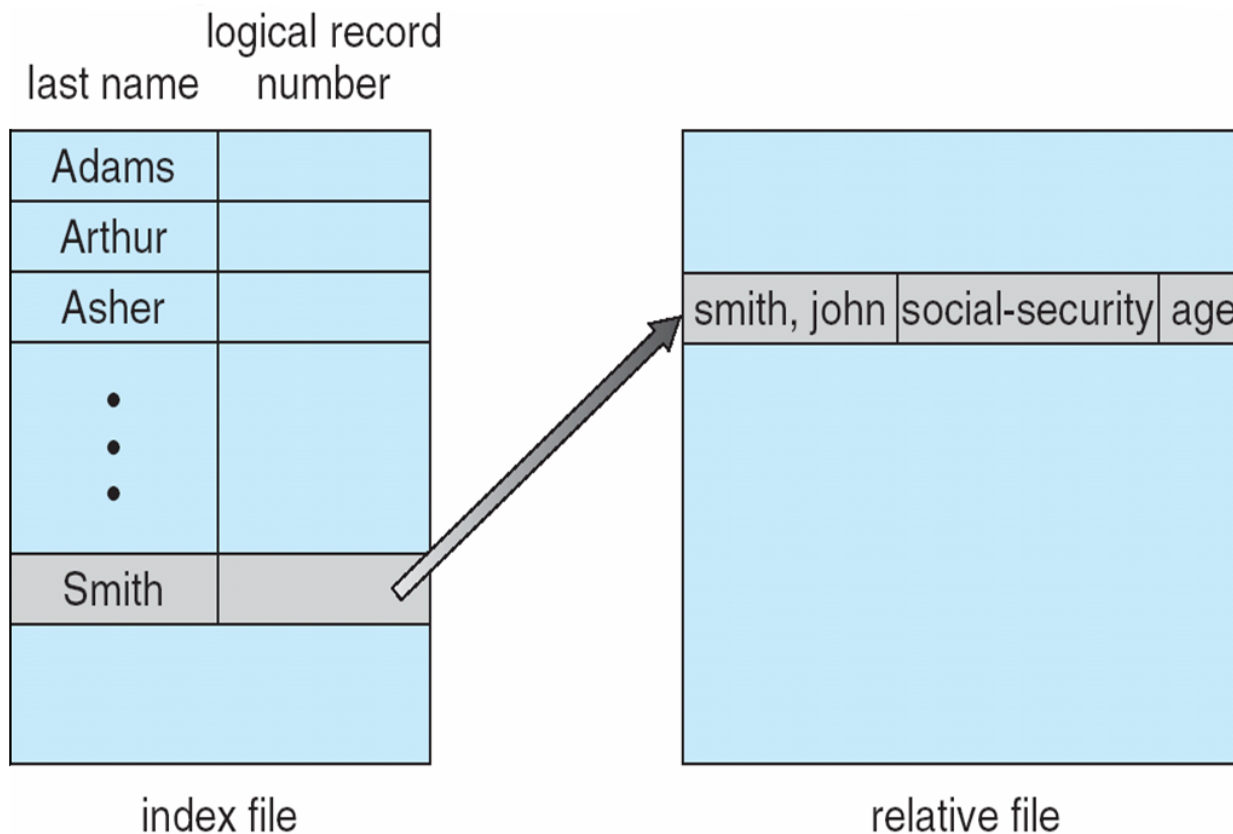 logical record
last name number
Adams
Arthur
Asher
Smith
smith, john social-security age
index file
relative file